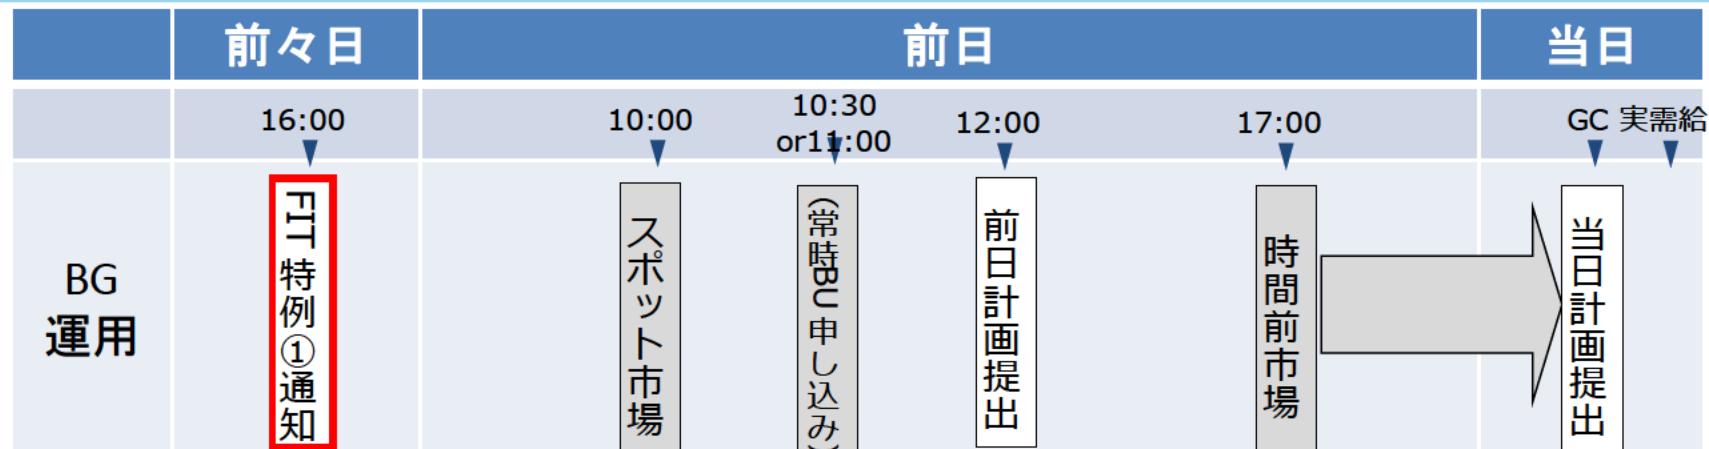 前々日
前日
当日
16:00
10:00
10:30
or11:00
12:00
17:00
GC 実需給
BG
運用
FIT特例①通知
スポット市場
(常時BU申し込み)
前日計画提出
時間前市場
当日計画提出